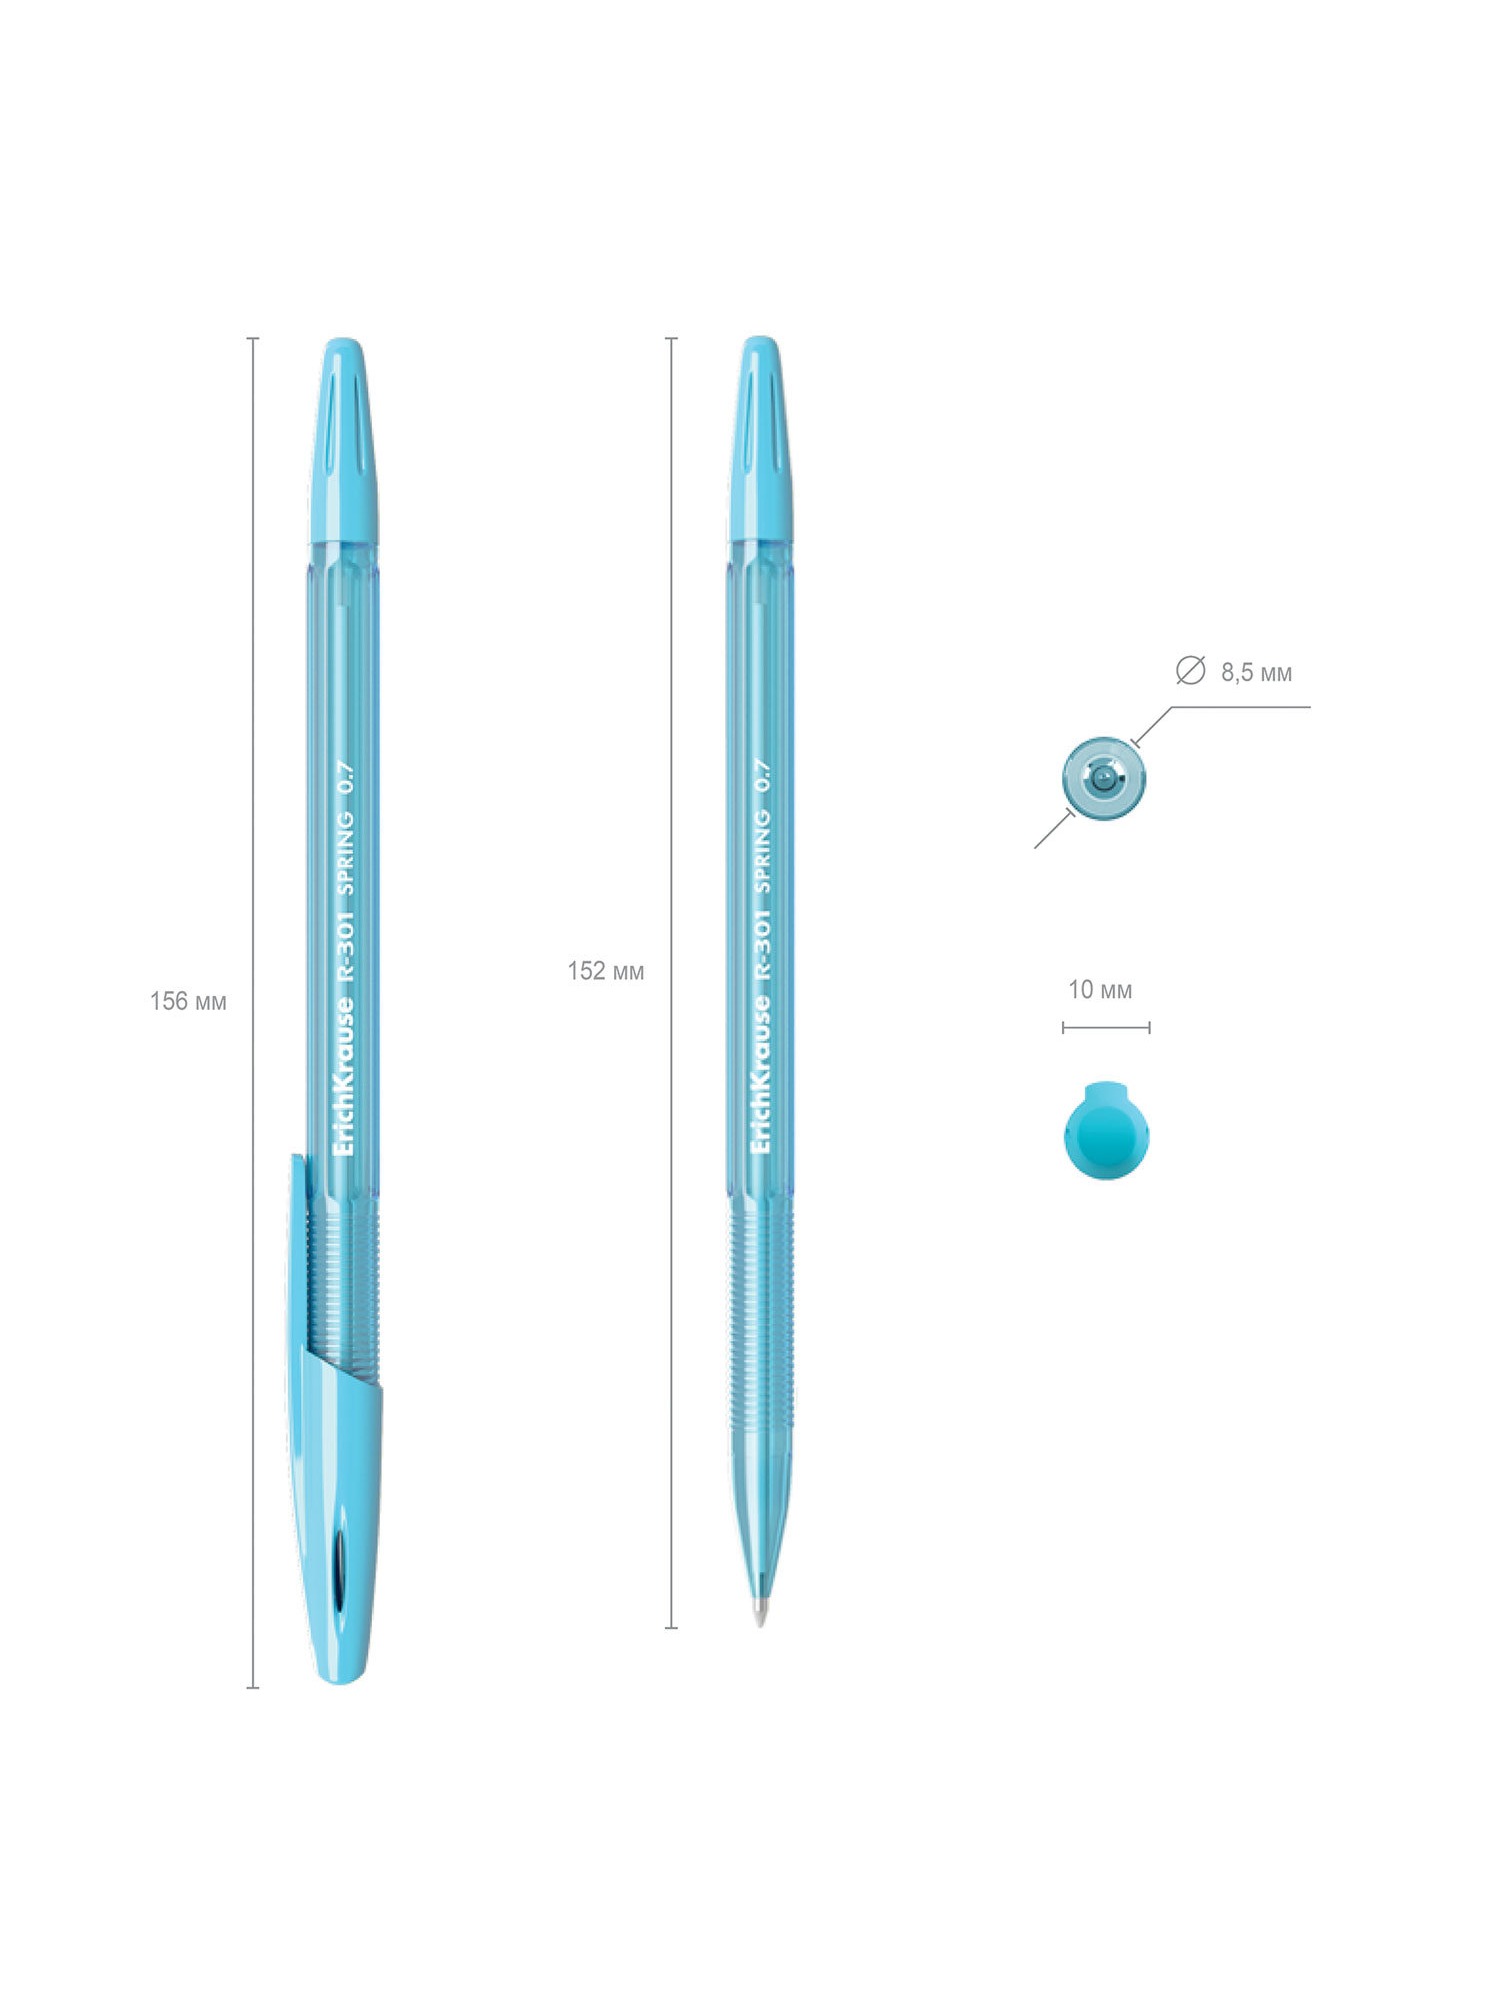 156 мм
ErichKrause R-301 SPRING 0.7
152 мм
ErichKrause R-301 SPRING 0.7
Ø 8,5 мм
10 мм